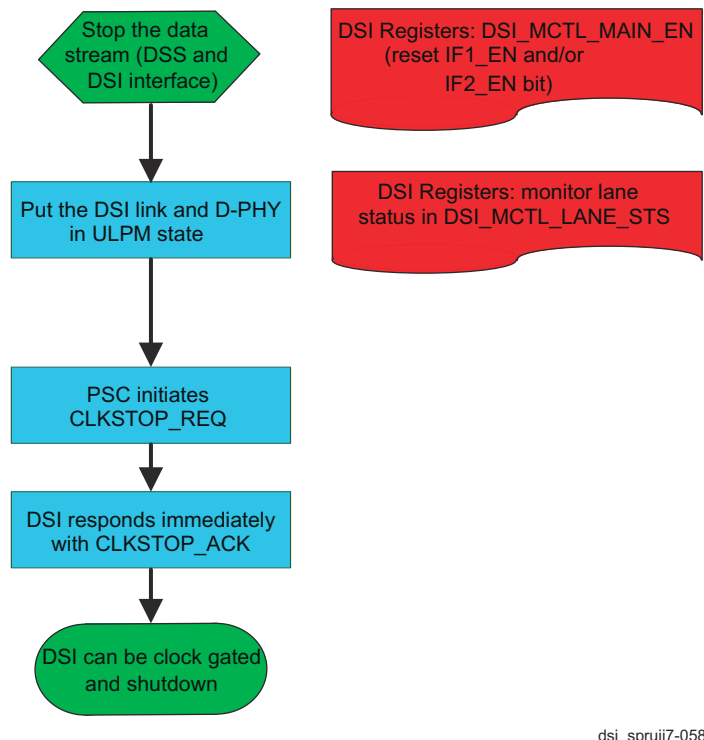 Stop the data
stream (DSS and
DSI interface)
DSI Registers: DSI_MCTL_MAIN_EN
(reset IF1_EN and/or
IF2_EN bit)
Put the DSI link and D-PHY
in ULPM state
DSI Registers: monitor lane
status in DSI_MCTL_LANE_STS
PSC initiates
CLKSTOP_REQ
DSI responds immediately
with CLKSTOP_ACK
DSI can be clock gated
and shutdown
dsi_spruii7-058